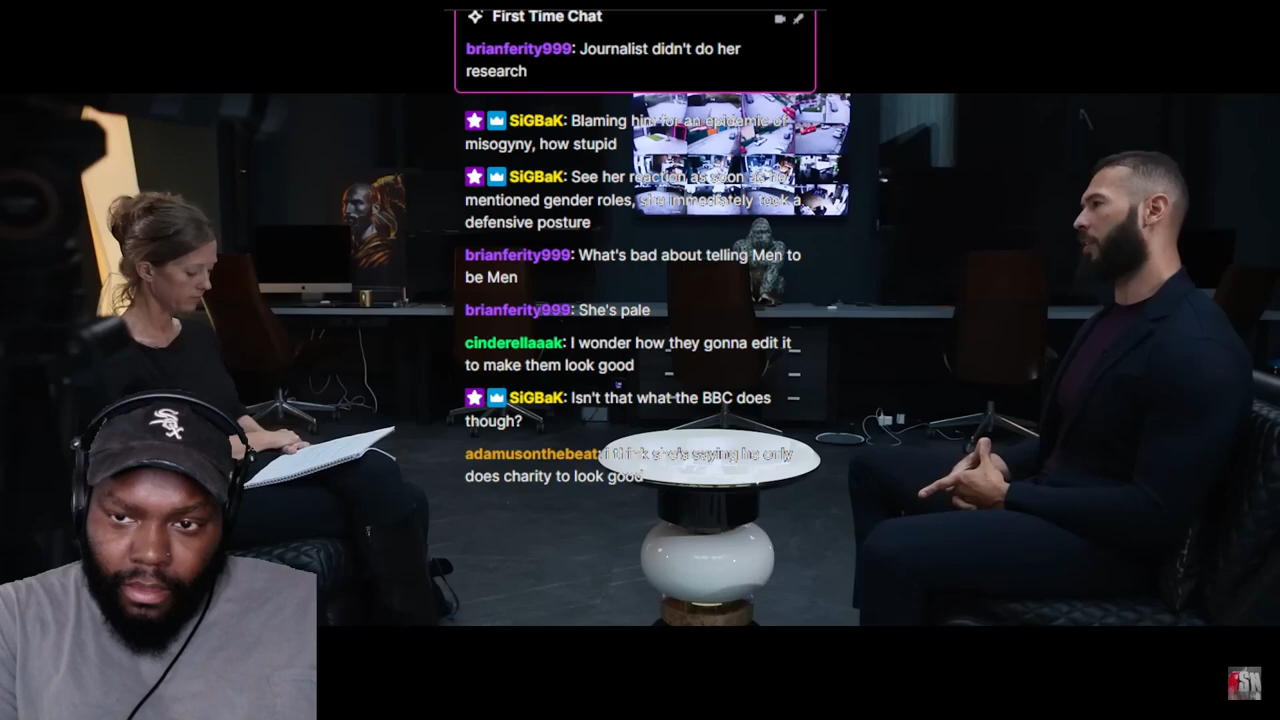 First Time Chat
brianferity999: Journalist didn't do her
research
SiGBaK: Blaming him for an epidemic of
misogyny, how stupid
SiGBaK: See her reaction as soon as he
mentioned gender roles, she immediately took a
defensive posture
brianferity999: What's bad about telling Men to
be Men
brianferity999: She's pale
cinderellaaak: I wonder how they gonna edit it
to make them look good
SiGBaK: Isn't that what the BBC does
though?
adamusonthebeat: i think she's saying he only
does charity to look good
Sox